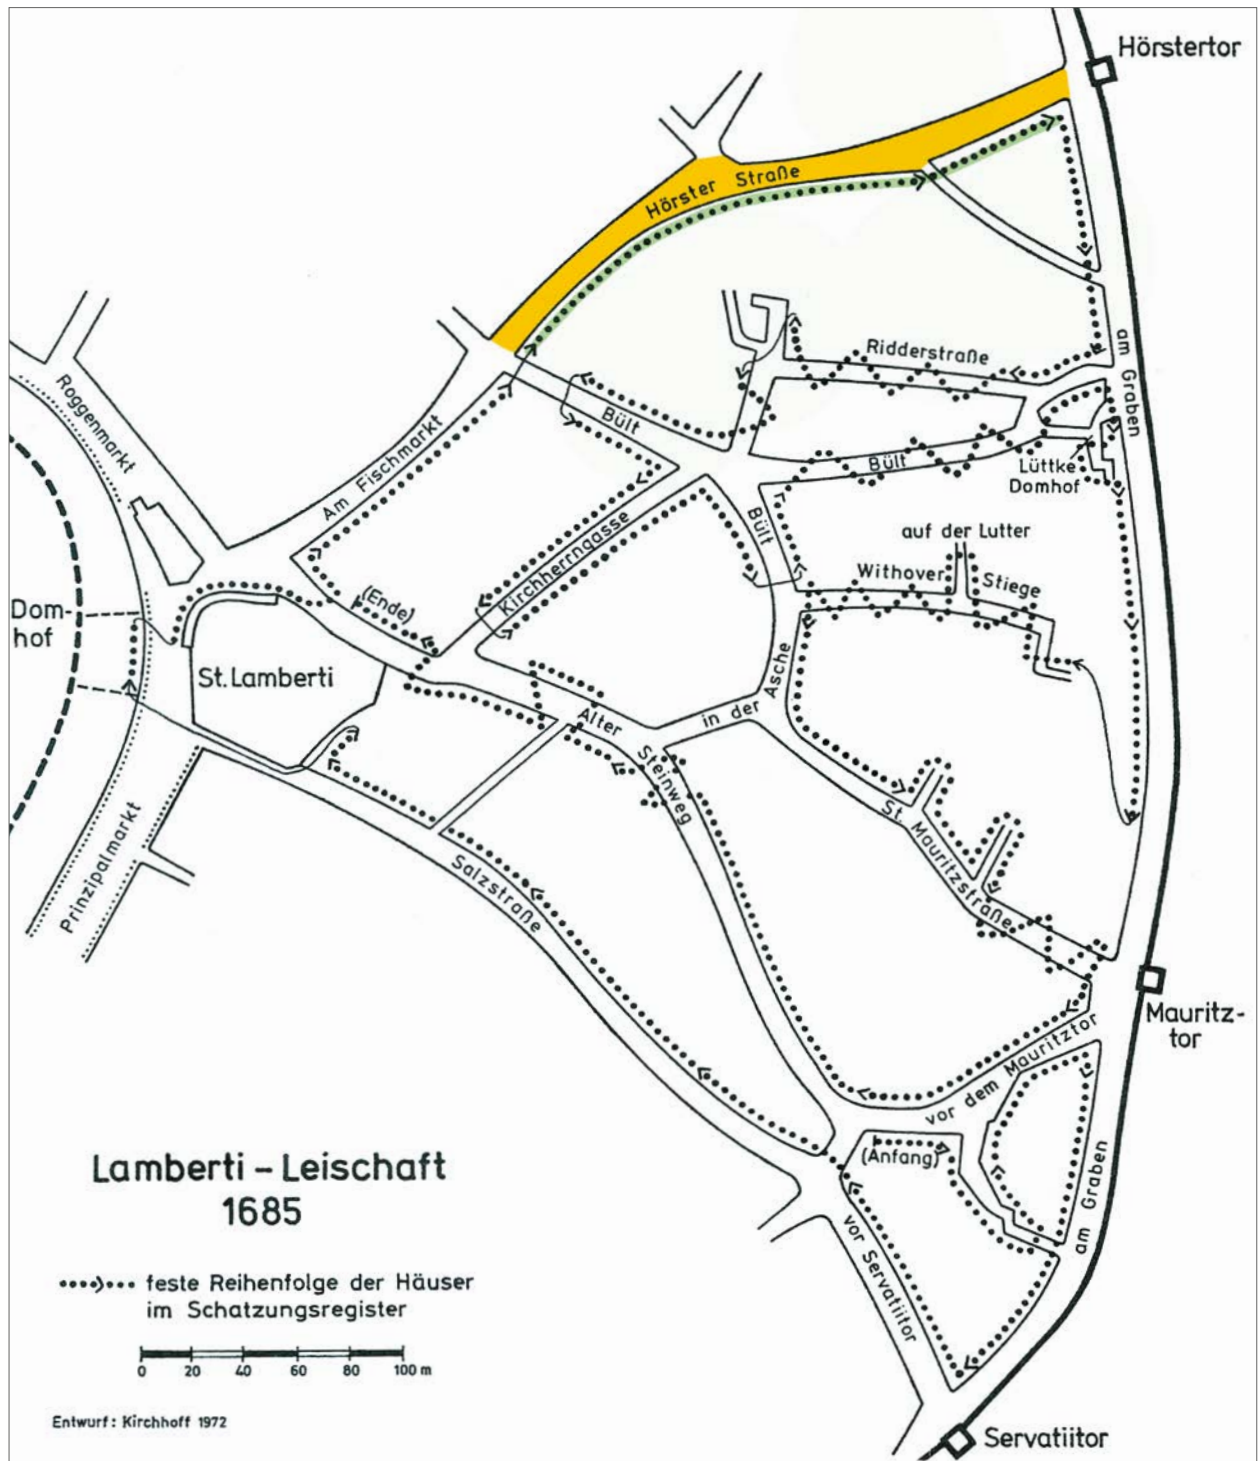 Hörstertor
Hörster Straße
Roggenmarkt
Am Fischmarkt
Bült
Ridderstraße
am Graben
Bült
Lüttke
Domhof
Kirchherrngasse
Bült
auf der Lutter
Withover Stiege
(Ende)
Dom-
hof
St. Lamberti
in der Asche
Alter Steinweg
Prinzipalmarkt
Salzstraße
St. Mauritzstraße
Mauritz-
tor
vor dem Mauritztor
(Anfang)
am Graben
vor Servatiitor
Lamberti – Leischaft
1685
feste Reihenfolge der Häuser
im Schatzungsregister
0 20 40 60 80 100 m
Entwurf: Kirchhoff 1972
Servatiitor